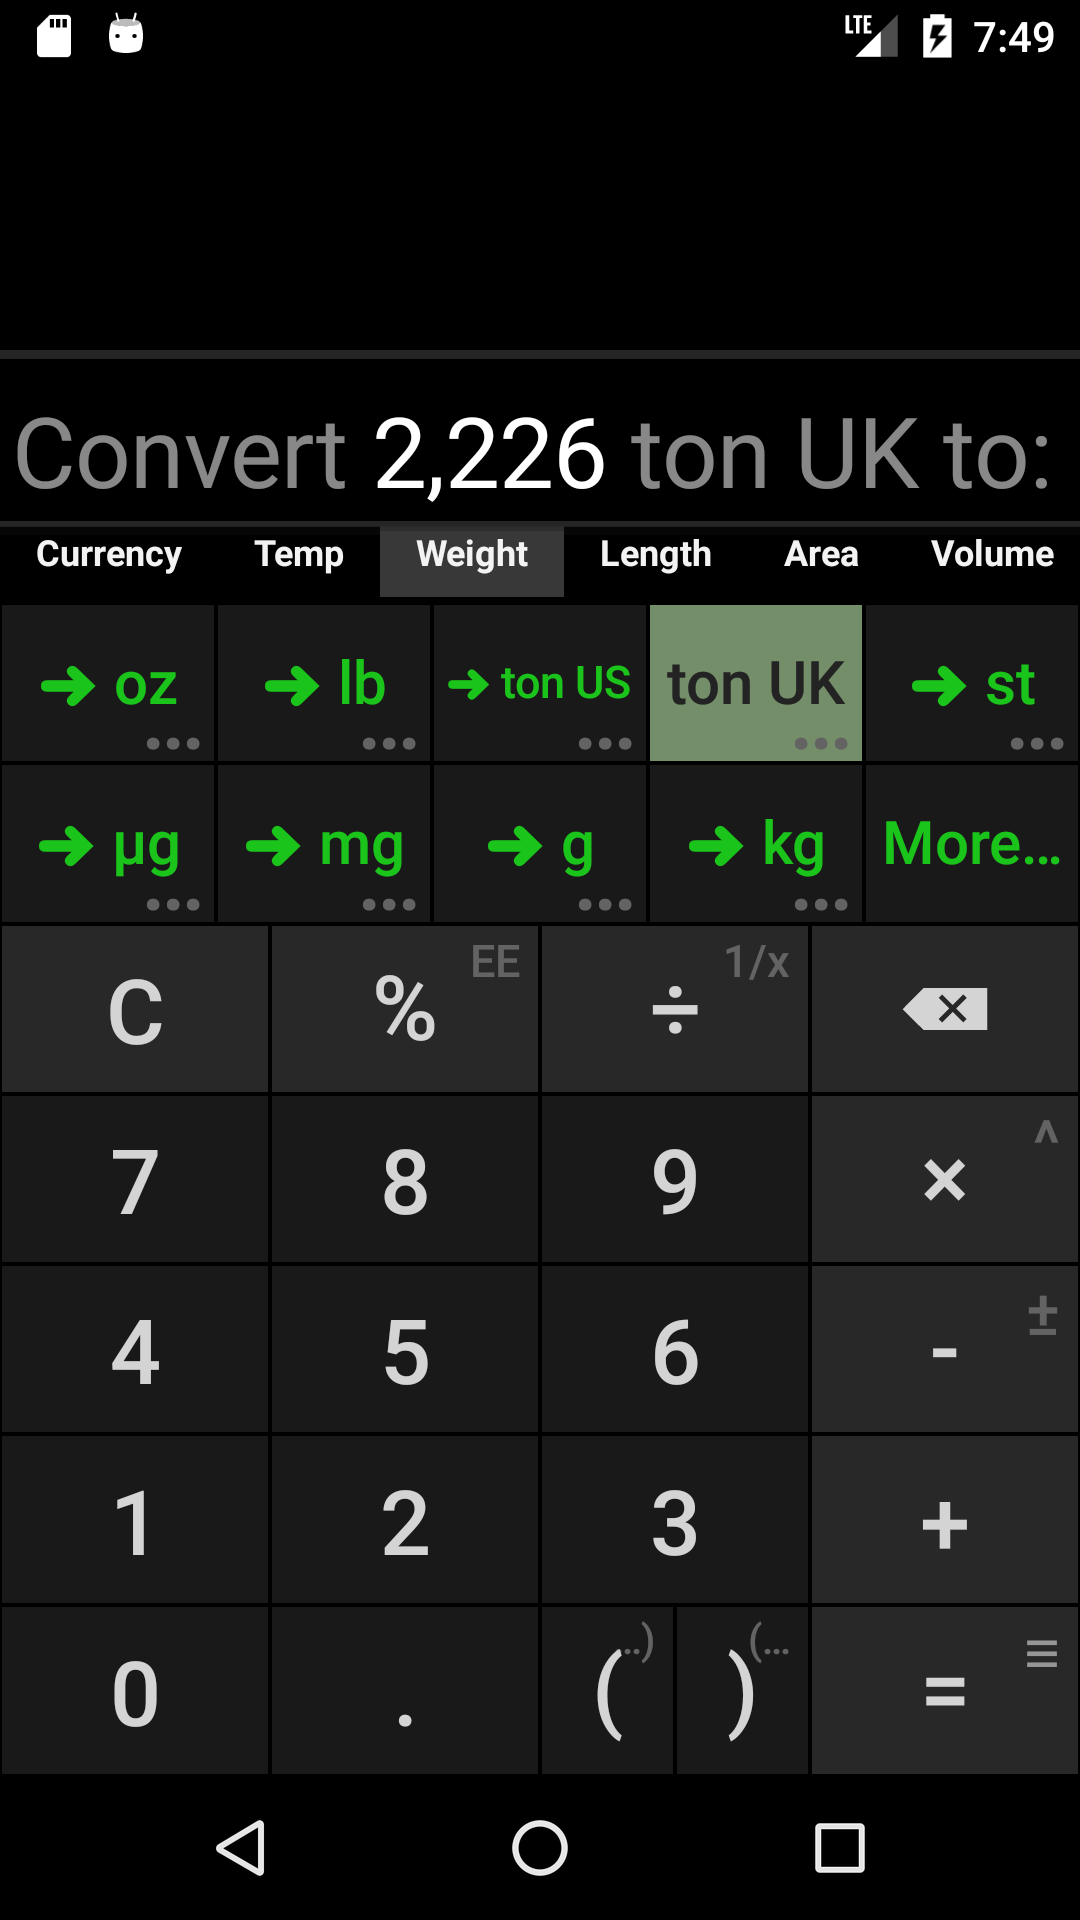 LTE 7:49
Convert 2,226 ton UK to:
Currency Temp Weight Length Area Volume
→ oz → lb → ton US ton UK → st
→ µg → mg → g → kg More...
C % EE ÷ 1/x
7 8 9 × ^
4 5 6 - ±
1 2 3 +
0 . ( ..) ) (... =